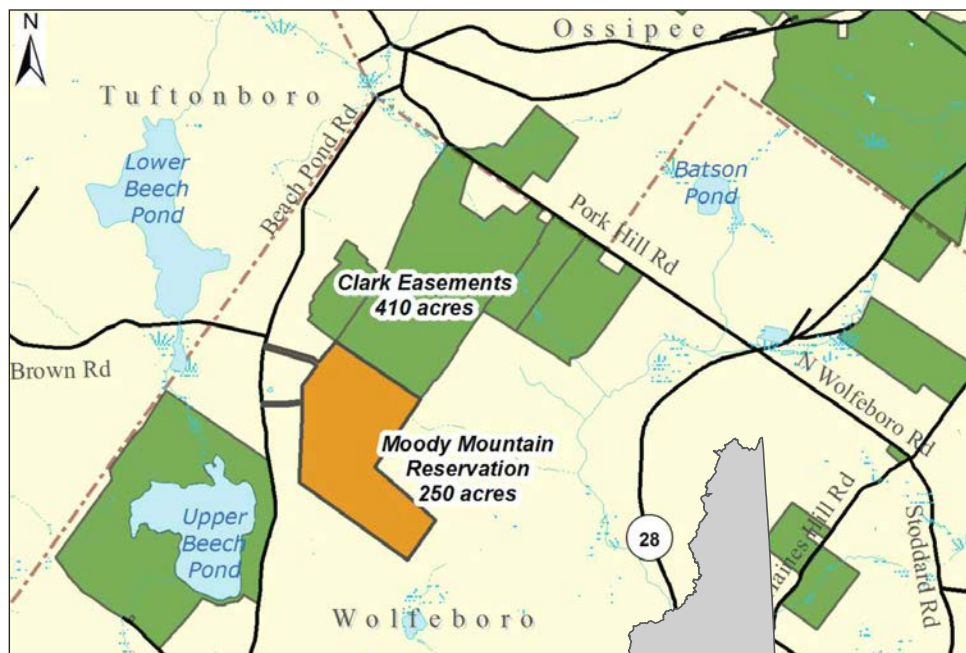 N
Ossipee
Tuftonboro
Lower
Beech
Pond
Beach Pond Rd
Batson
Pond
Pork Hill Rd
Clark Easements
410 acres
Brown Rd
N Wolfeboro Rd
Moody Mountain
Reservation
250 acres
Upper
Beech
Pond
28
Haines Hill Rd
Stoddard Rd
Wolfeboro